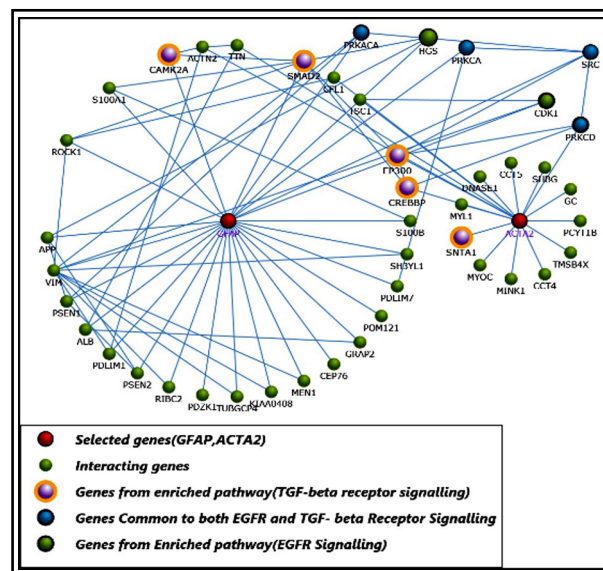 PRKACA
HGS
PRKCA
SRC
CAMK2A
ACTN2
TTN
SMAD2
CFL1
S100A1
TSC1
CDK1
PRKCD
ROCK1
EP300
CREBBP
DNASE1
CCT5
SHBG
GC
MYL1
ACTA2
PCYT1B
GFAP
S100B
SNTA1
TMSB4X
APP
SH3YL1
MYOC
MINK1
CCT4
VIM
PSEN1
PDLIM7
ALB
POM121
PDLIM1
GRAP2
PSEN2
CEP76
RIBC2
PDZK1
TUBGCP4
KIAA0408
MEN1
Selected genes(GFAP,ACTA2)
Interacting genes
Genes from enriched pathway(TGF-beta receptor signalling)
Genes Common to both EGFR and TGF- beta Receptor Signalling
Genes from Enriched pathway(EGFR Signalling)